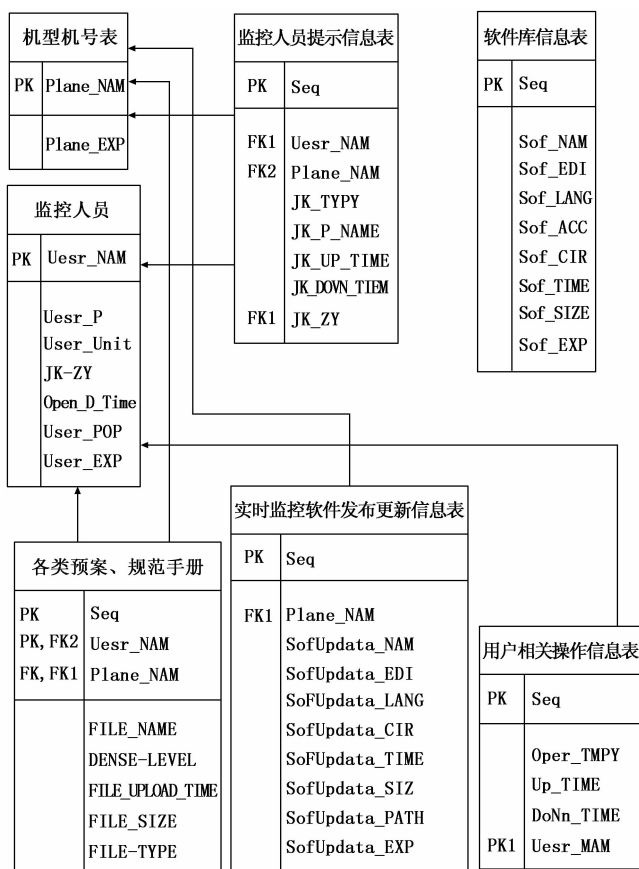 机型机号表
PK Plane_NAM
Plane_EXP
监控人员提示信息表
PK Seq
FK1 Uesr_NAM
FK2 Plane_NAM
JK_TYPY
JK_P_NAME
JK_UP_TIME
JK_DOVN_TIEM
FK1 JK_ZY
软件库信息表
PK Seq
Sof_NAM
Sof_EDI
Sof_LANG
Sof_ACC
Sof_CIR
Sof_TIME
Sof_SIZE
Sof_EXP
监控人员
PK Uesr_NAM
Uesr_P
User_Unit
JK-ZY
Open_D_Time
User_POP
User_EXP
各类预案、规范手册
PK Seq
PK, FK2 Uesr_NAM
FK, FK1 Plane_NAM
FILE_NAME
DENSE-LEVEL
FILE_UPLOAD_TIME
FILE_SIZE
FILE-TYPE
实时监控软件发布更新信息表
PK Seq
FK1 Plane_NAM
SofUpdata_NAM
SofUpdata_EDI
SoFUpdata_LANG
SofUpdata_CIR
SoFUpdata_TIME
SofUpdata_SIZ
SofUpdata_PATH
SofUpdata_EXP
用户相关操作信息表
PK Seq
Oper_TMPY
Up_TIME
DoNn_TIME
PK1 Uesr_MAM